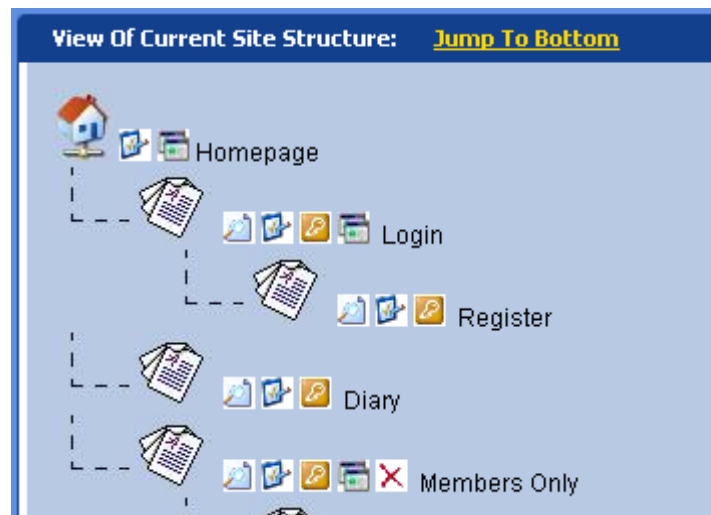 View Of Current Site Structure: Jump To Bottom
Homepage
Login
Register
Diary
Members Only